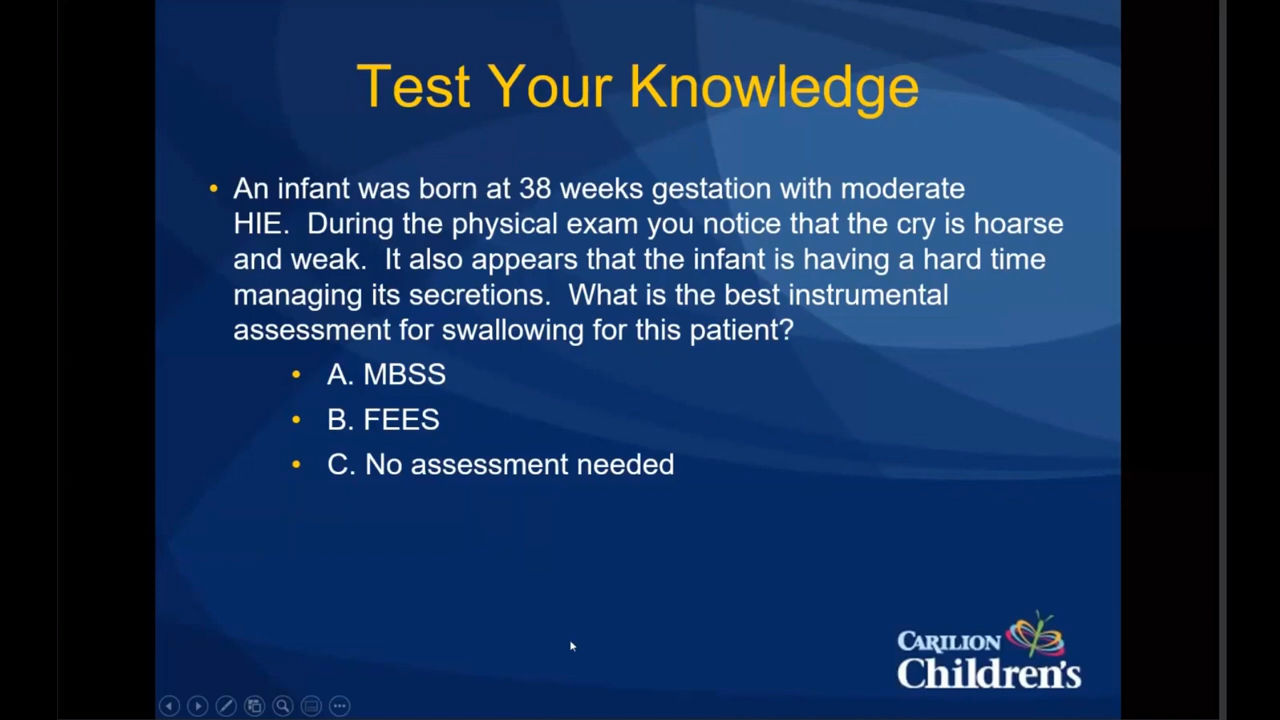 Test Your Knowledge
• An infant was born at 38 weeks gestation with moderate
HIE.  During the physical exam you notice that the cry is hoarse
and weak.  It also appears that the infant is having a hard time
managing its secretions.  What is the best instrumental
assessment for swallowing for this patient?
• A. MBSS
• B. FEES
• C. No assessment needed
CARILION
Children's